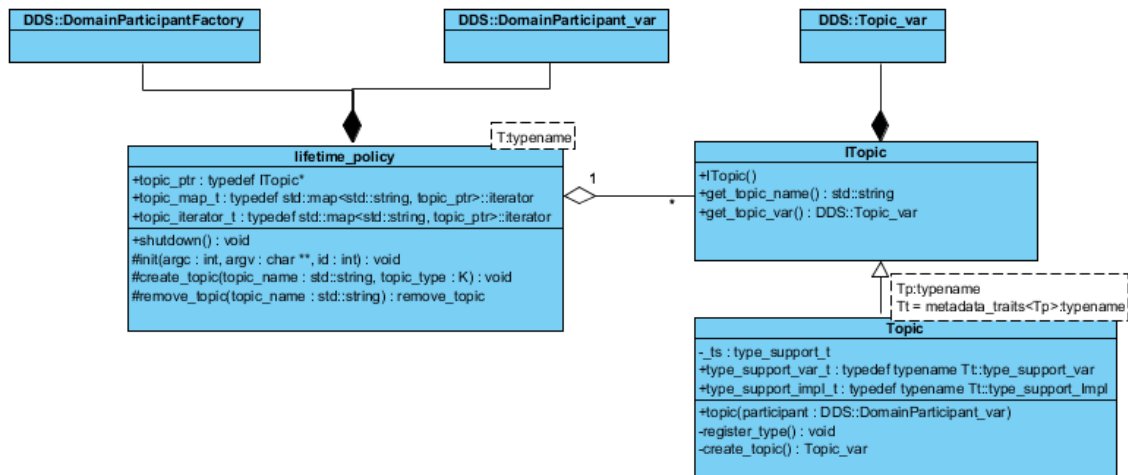 DDS::DomainParticipantFactory
DDS::DomainParticipant_var
DDS::Topic_var
T:typename
lifetime_policy
+topic_ptr : typedef ITopic*
+topic_map_t : typedef std::map<std::string, topic_ptr>::iterator
+topic_iterator_t : typedef std::map<std::string, topic_ptr>::iterator
+shutdown() : void
#init(argc : int, argv : char **, id : int) : void
#create_topic(topic_name : std::string, topic_type : K) : void
#remove_topic(topic_name : std::string) : remove_topic
1
*
ITopic
+ITopic()
+get_topic_name() : std::string
+get_topic_var() : DDS::Topic_var
Tp:typename
Tt = metadata_traits<Tp>:typename
Topic
-_ts : type_support_t
+type_support_var_t : typedef typename Tt::type_support_var
+type_support_impl_t : typedef typename Tt::type_support_Impl
+topic(participant : DDS::DomainParticipant_var)
-register_type() : void
-create_topic() : Topic_var